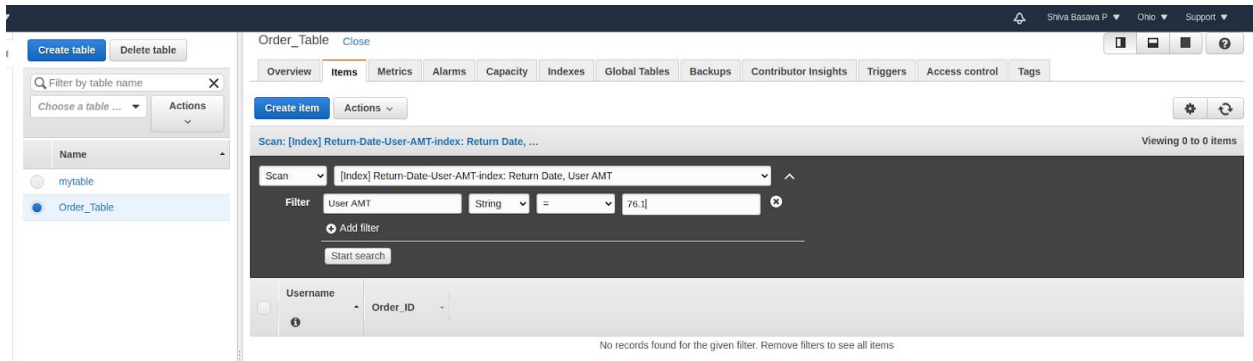 Shiva Basava P Ohio Support
Create table Delete table
Filter by table name
Choose a table ... Actions
Name
mytable
Order_Table
Order_Table Close
Overview Items Metrics Alarms Capacity Indexes Global Tables Backups Contributor Insights Triggers Access control Tags
Create item Actions
Scan: [Index] Return-Date-User-AMT-index: Return Date, ... Viewing 0 to 0 items
Scan [Index] Return-Date-User-AMT-index: Return Date, User AMT
Filter User AMT String = 76.1
Add filter
Start search
Username Order_ID
No records found for the given filter. Remove filters to see all items